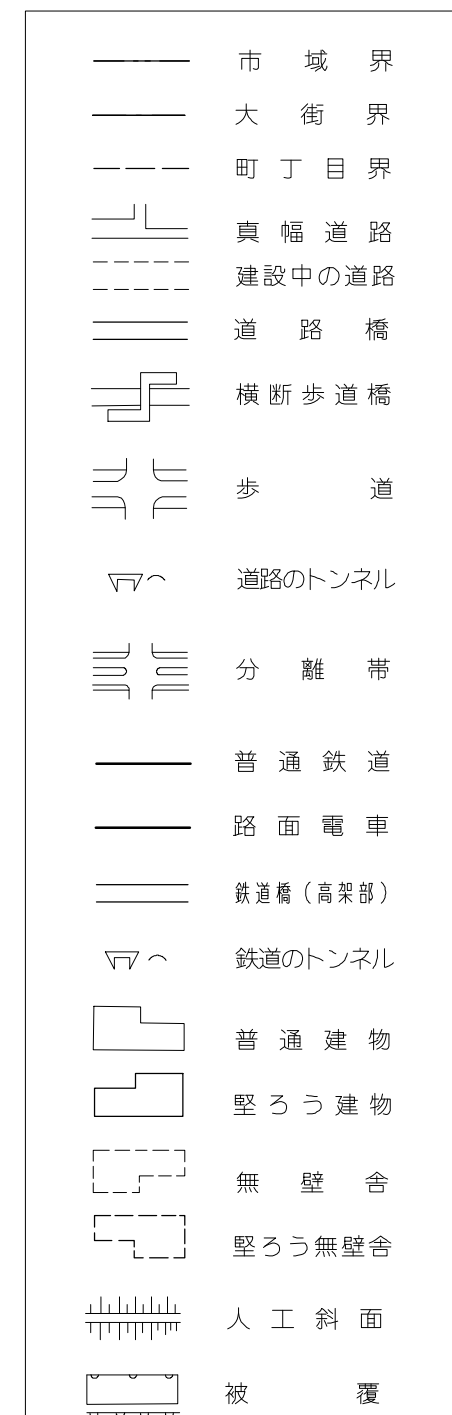 市域界
大街界
町丁目界
真幅道路
建設中の道路
道路橋
横断歩道橋
歩道
道路のトンネル
分離帯
普通鉄道
路面電車
鉄道橋(高架部)
鉄道のトンネル
普通建物
堅ろう建物
無壁舎
堅ろう無壁舎
人工斜面
被覆